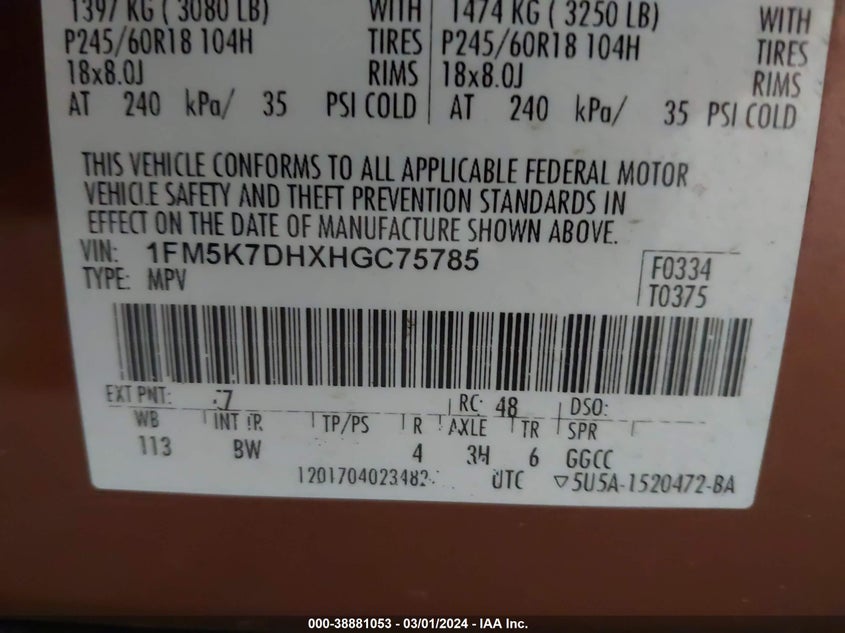 1397 KG ( 3080 LB) WITH 1474 KG ( 3250 LB) WITH
P245/60R18 104H TIRES P245/60R18 104H TIRES
18x8.0J RIMS 18x8.0J RIMS
AT 240 kPa/ 35 PSI COLD AT 240 kPa/ 35 PSI COLD
THIS VEHICLE CONFORMS TO ALL APPLICABLE FEDERAL MOTOR
VEHICLE SAFETY AND THEFT PREVENTION STANDARDS IN
EFFECT ON THE DATE OF MANUFACTURE SHOWN ABOVE.
VIN: 1FM5K7DHXHGC75785 F0334
TYPE: MPV T0375
EXT PNT: RC: 48 DSO:
WB INT TR TP/PS R AXLE TR SPR
113 BW 4 3H 6 GGCC
UTC ▽5U5A-1520472-BA
000-38881053 - 03/01/2024 - IAA Inc.